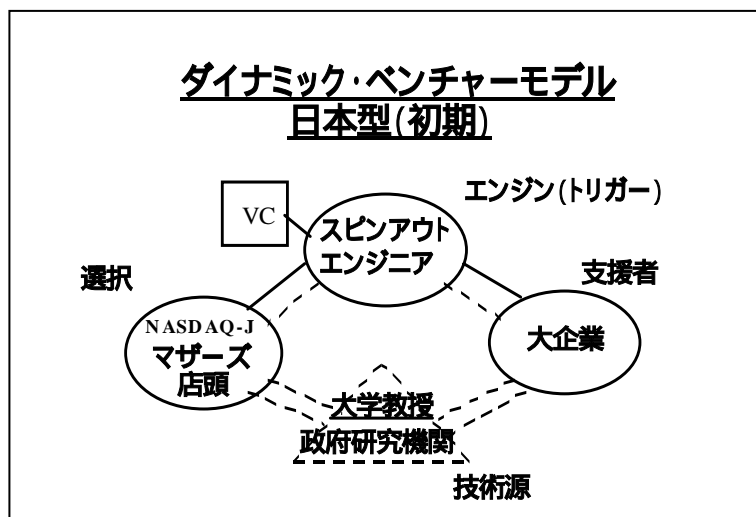 ダイナミック・ベンチャーモデル
日本型(初期)
エンジン(トリガー)
VC
スピンアウト
エンジニア
選択
支援者
NASDAQ-J
マザーズ
店頭
大企業
大学教授
政府研究機関
技術源